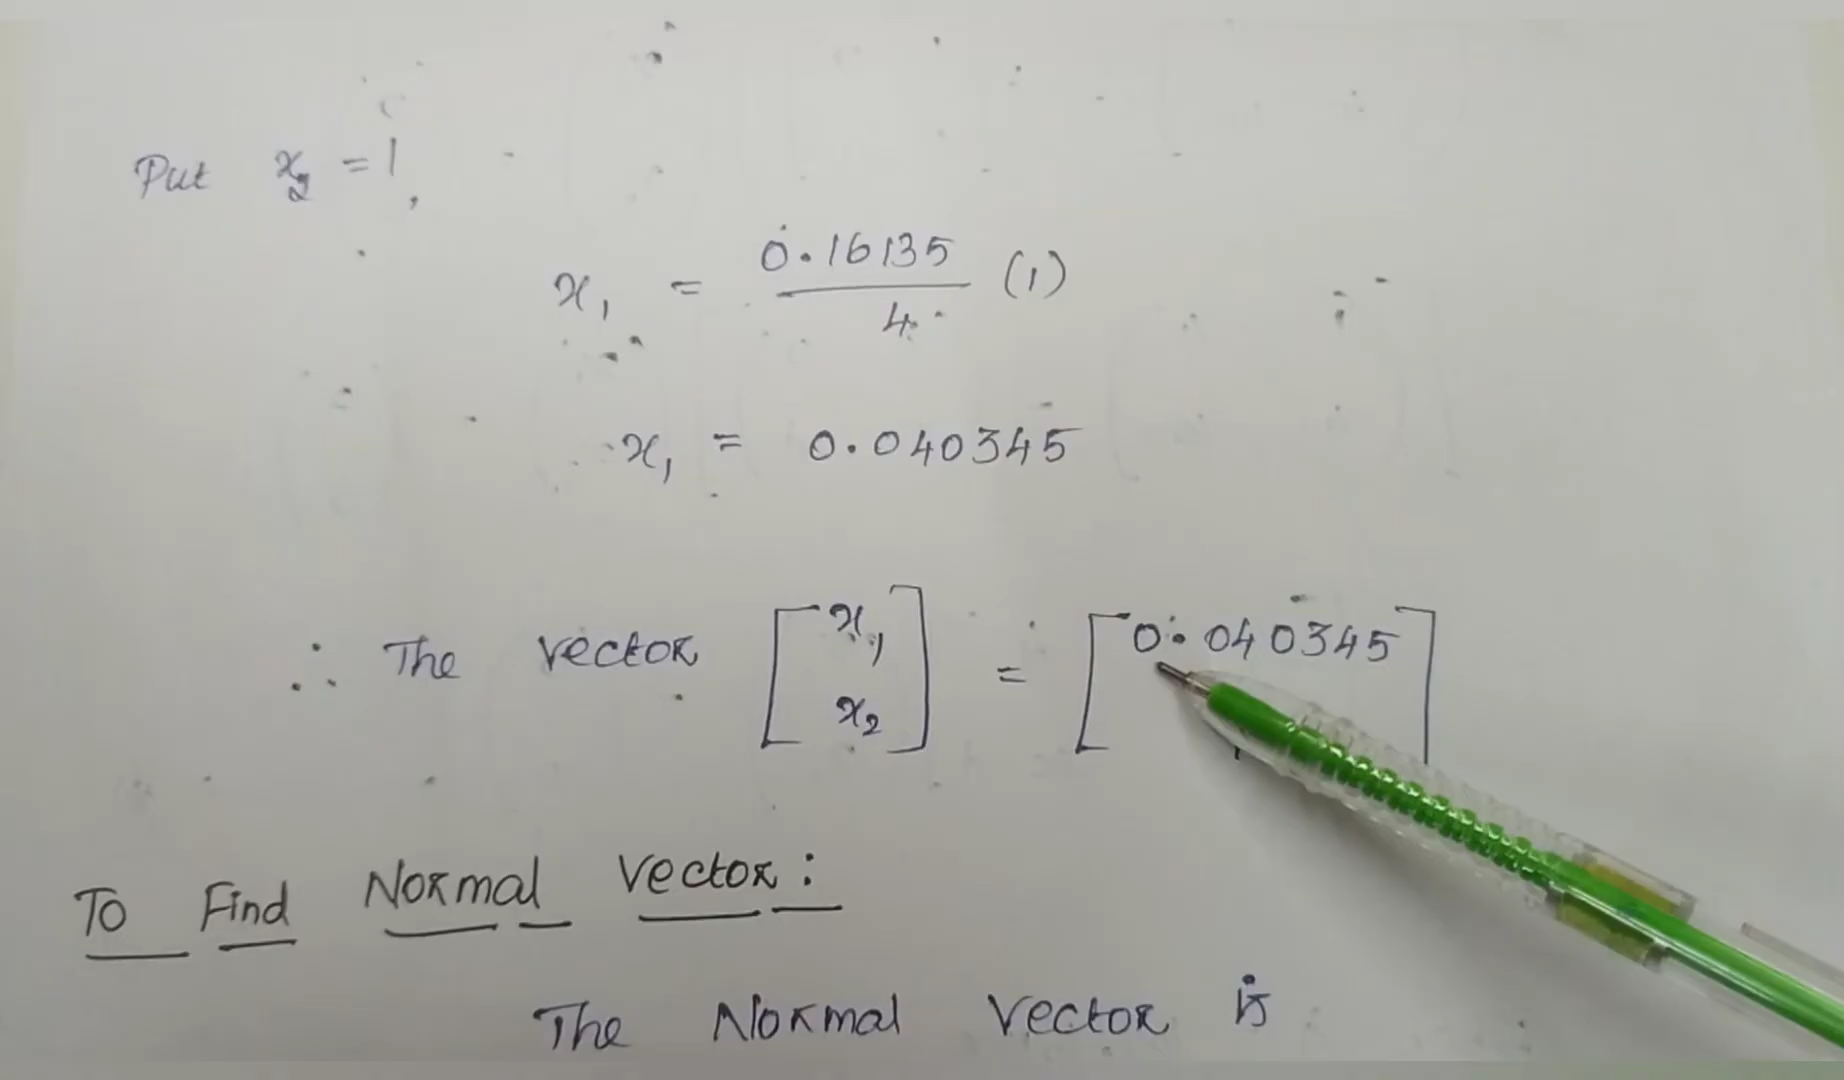 Put x₂ = 1,
x₁ = 0.16135/4 (1)
x₁ = 0.040345
∴ The vector [x₁ x₂] = [0.040345
To Find Normal Vector:
The Normal Vector is